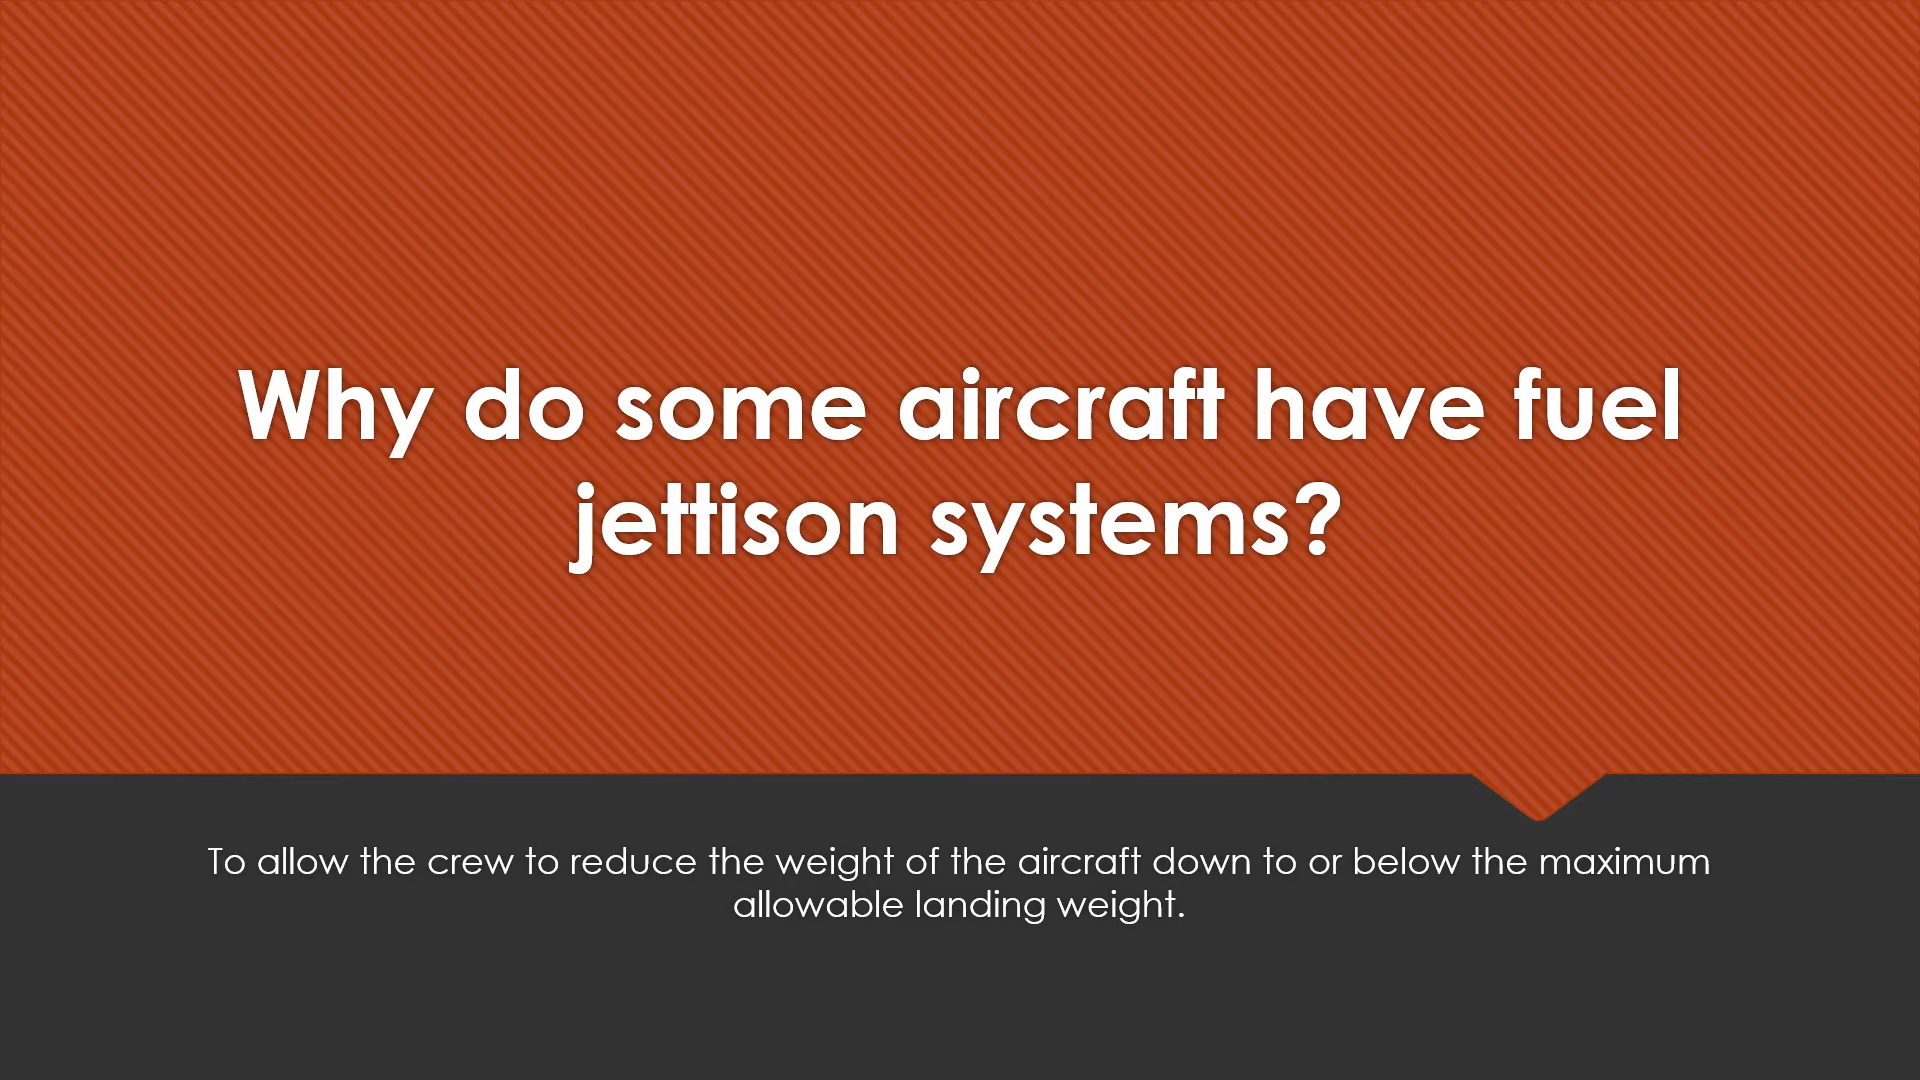 Why do some aircraft have fuel
jettison systems?
To allow the crew to reduce the weight of the aircraft down to or below the maximum
allowable landing weight.